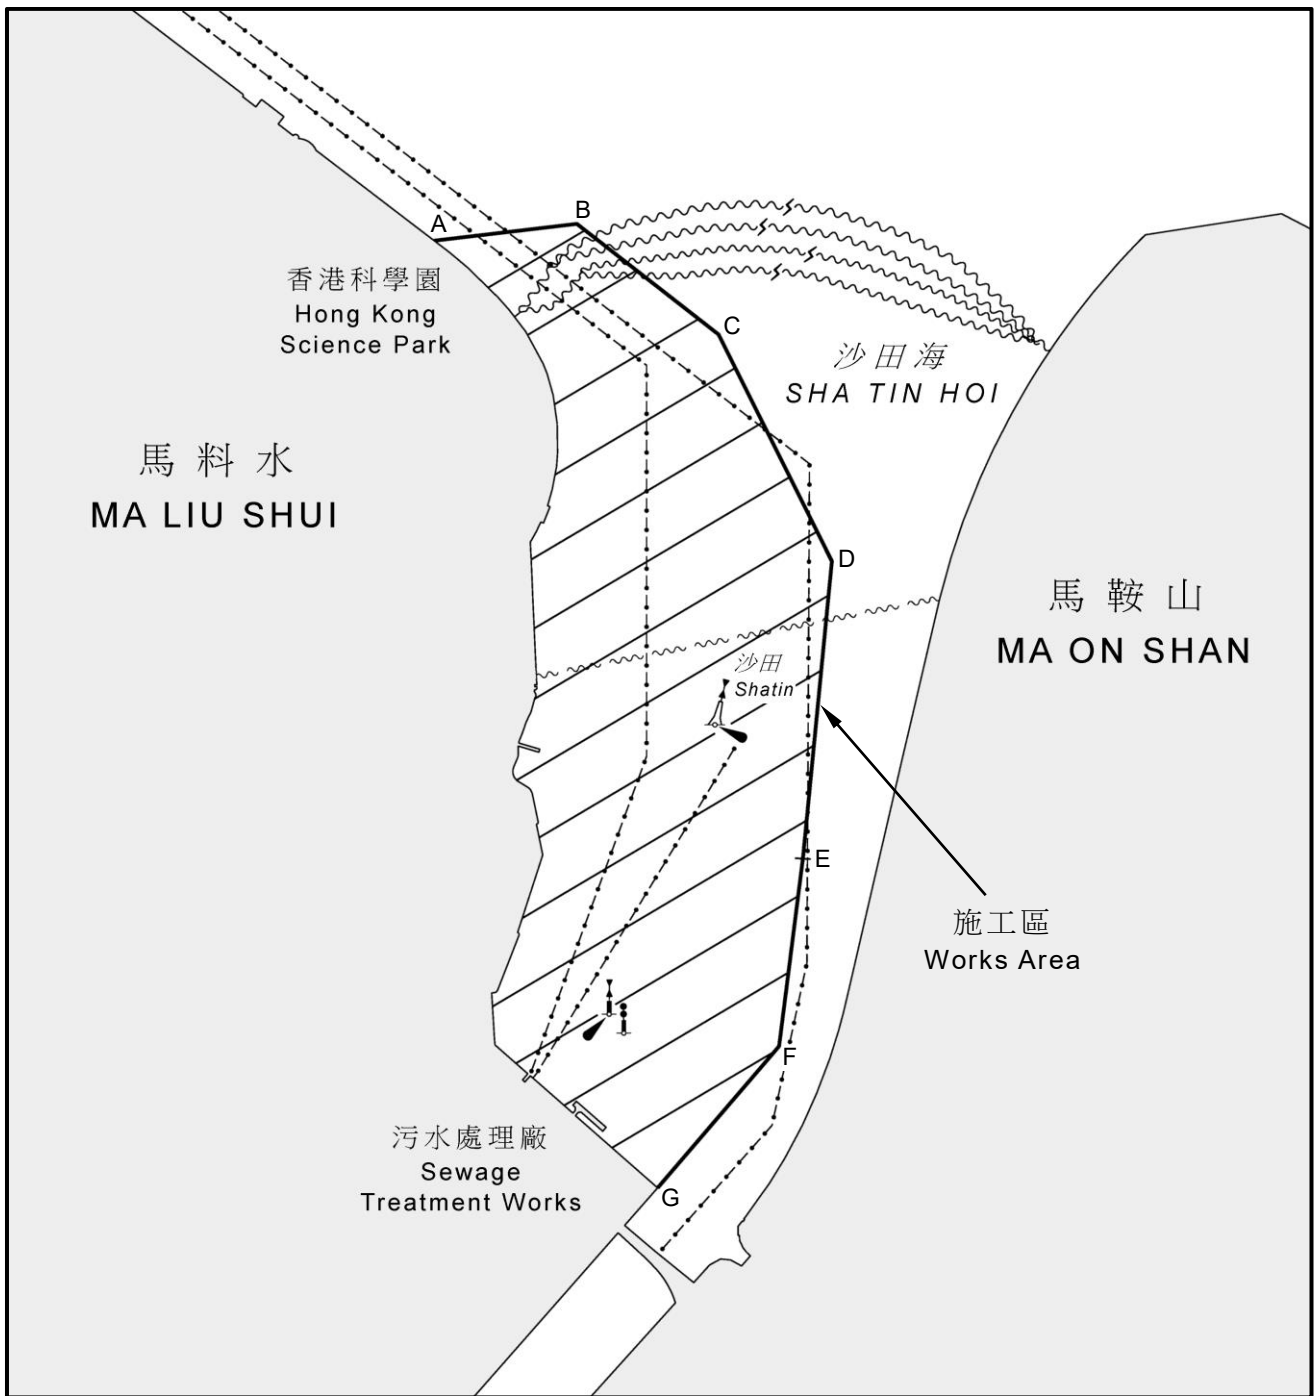 A
B
香港科學園
Hong Kong
Science Park
C
沙田海
SHA TIN HOI
馬料水
MA LIU SHUI
D
馬鞍山
MA ON SHAN
沙田
Shatin
E
施工區
Works Area
F
污水處理廠
Sewage
Treatment Works
G